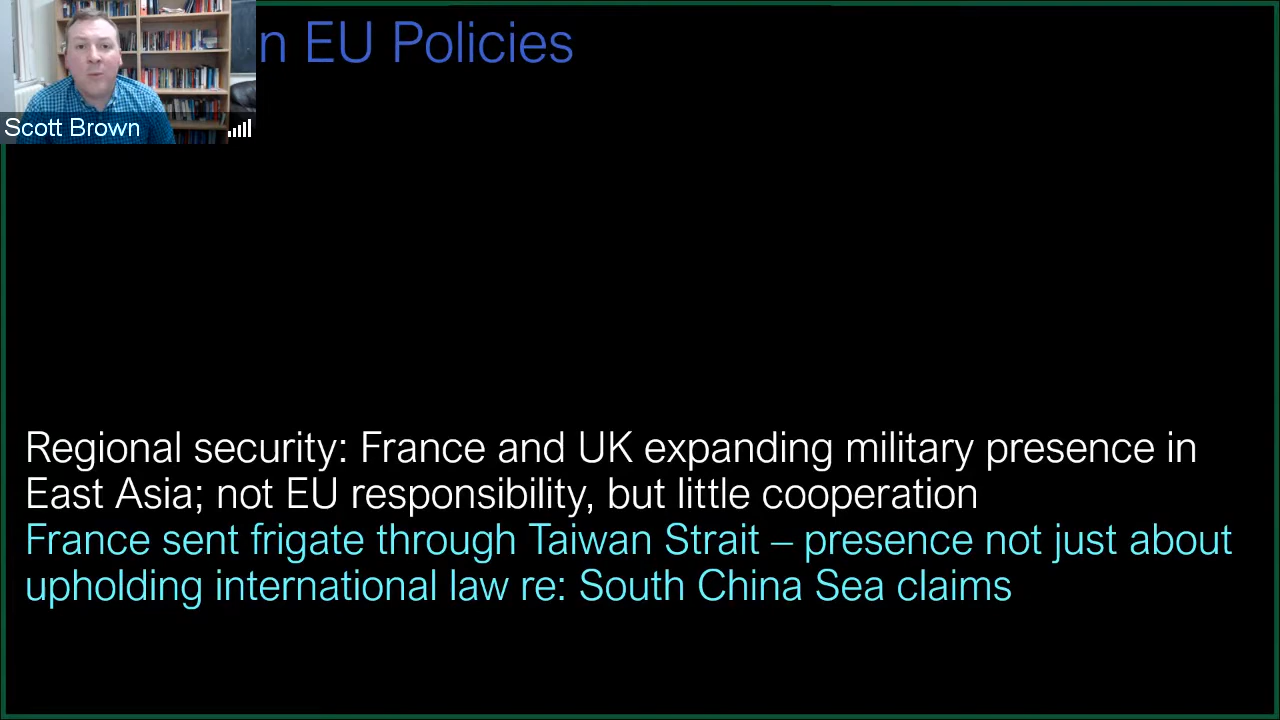 n EU Policies
Scott Brown
Regional security: France and UK expanding military presence in
East Asia; not EU responsibility, but little cooperation
France sent frigate through Taiwan Strait – presence not just about
upholding international law re: South China Sea claims